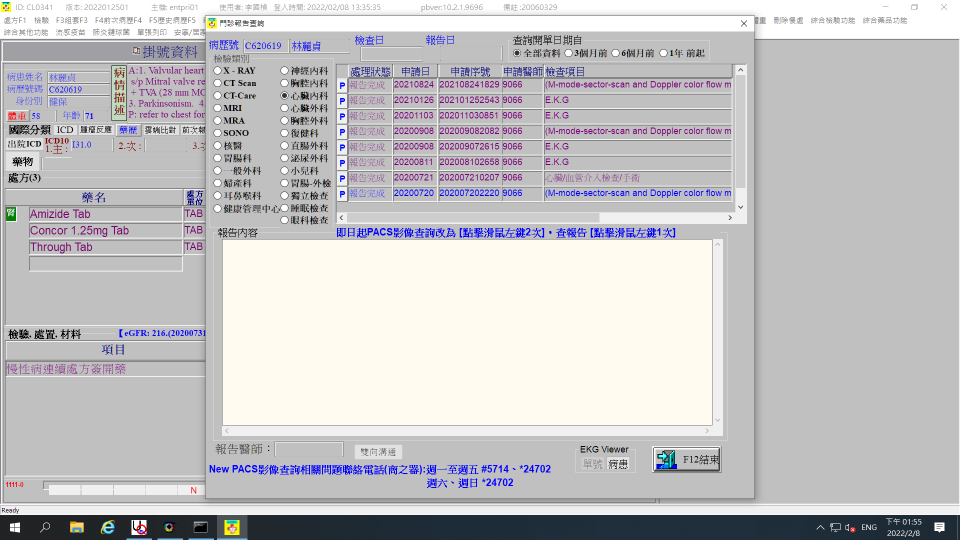 使用者: CL0341 版本: 2022012501 主機: entpri01 姓名: 李國楨 登入時間: 2022/02/08 13:35:35 pbver:10.2.1.9696 備註 :20060329
處方F1 檢驗 F3組套F3 F4前次病歷F4 F5歷史病歷F5
刪除餐處 綜合檢驗功能 綜合藥品功能
綜合其他功能 流感疫苗 肺炎鏈球菌 單張列印
掛號資料
病患姓名 林麗貞
病歷號碼 C620619
身份別 健保
體重 58 年齡 71
病情描述
A:1. Valvular heart
s/p Mitral valve re
+ TVA (28 mm MC
3. Parkinsonism. 4
P: refer to chest for
國際分類 ICD 腫瘤反應 藥歷 雲端比對
出院ICD ICD10
1.主: I31.0 2.次: 3.
藥物
處方(3)
藥名 處方單位
腎 Amizide Tab TAB
Concor 1.25mg Tab TAB
Through Tab TAB
檢驗, 處置, 材料 【eGFR: 216.(20200731
項目
慢性病連續處方簽開藥
1111-0 N
Ready
門診報告查詢
病歷號 C620619 林麗貞 檢查日 報告日
查詢開單日期自
全部資料 3個月前 6個月前 1年 前起
檢驗類別
X - RAY 神經內科
CT Scan 胸腔內科
CT-Care 心臟內科
MRI 心臟外科
MRA 胸腔外科
SONO 復健科
核醫 直腸外科
胃腸科 泌尿外科
一般外科 小兒科
婦產科 胃腸-外檢
耳鼻喉科 獨立檢查
健康管理中心 睡眠檢查
眼科檢查
處理狀態 申請日 申請序號 申請醫師 檢查項目
P 報告完成 20210824 202108241829 9066 (M-mode-sector-scan and Doppler color flow m
P 報告完成 20210126 202101252543 9066 E.K.G
P 報告完成 20201103 202011030851 9066 E.K.G
P 報告完成 20200908 202009082082 9066 (M-mode-sector-scan and Doppler color flow m
P 報告完成 20200908 202009072615 9066 E.K.G
P 報告完成 20200811 202008102658 9066 E.K.G
P 報告完成 20200721 202007210207 9066 心臟/血管介入檢查/手術
P 報告完成 20200720 202007202220 9066 (M-mode-sector-scan and Doppler color flow m
報告內容 即日起PACS影像查詢改為 [點擊滑鼠左鍵2次]，查報告 [點擊滑鼠左鍵1次]
報告醫師： 雙向溝通
EKG Viewer
單號 病患
F12結束
New PACS影像查詢相關問題聯絡電話(商之器):週一至週五 #5714、*24702
週六、週日 *24702
ENG 下午 01:55
2022/2/8